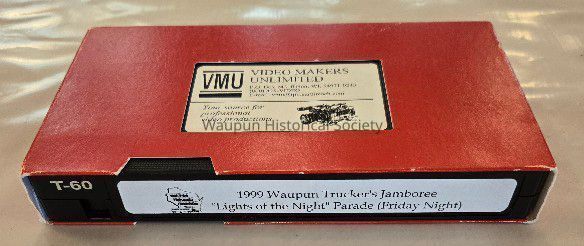 VMU
VIDEO MAKERS
UNLIMITED
Your source for
professional
video productions...
Waupun Historical Society
T-60
1999 Waupun Trucker's Jamboree
"Lights of the Night" Parade (Friday Night)